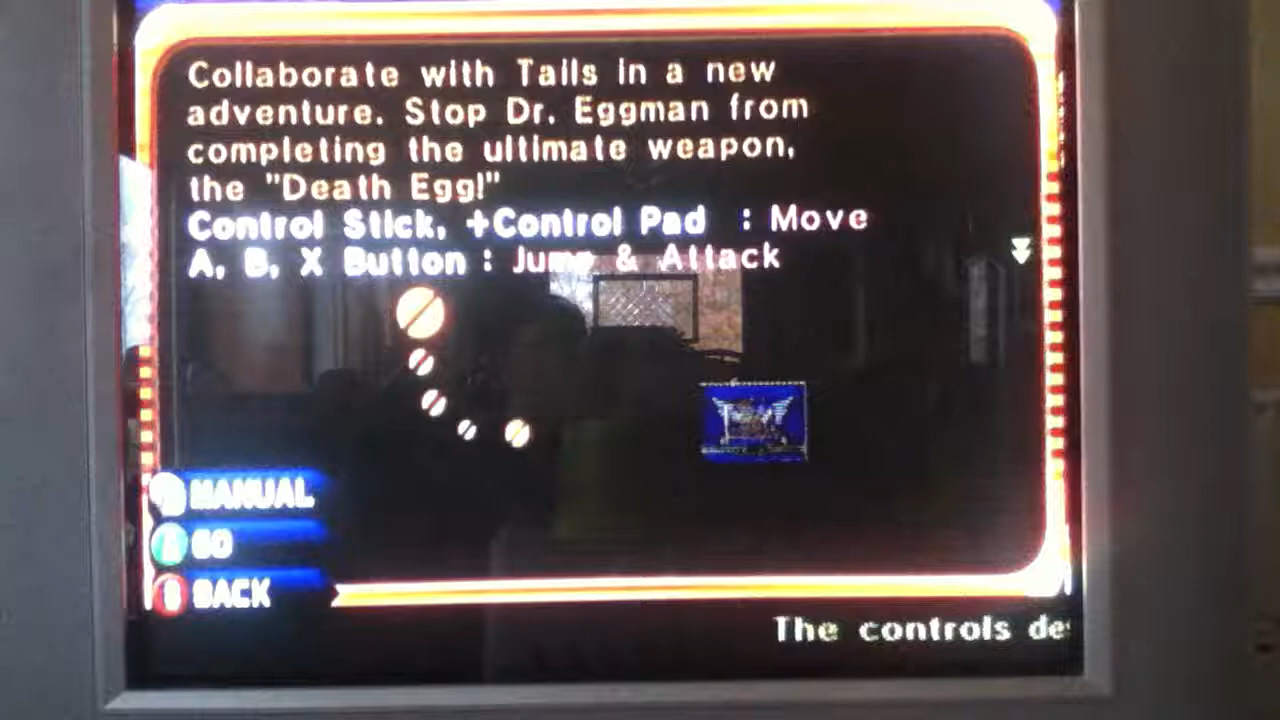 Collaborate with Tails in a new
adventure. Stop Dr. Eggman from
completing the ultimate weapon,
the "Death Egg!"
Control Stick, +Control Pad : Move
A, B, X Button : Jump & Attack
MANUAL
A GO
B BACK
The controls de